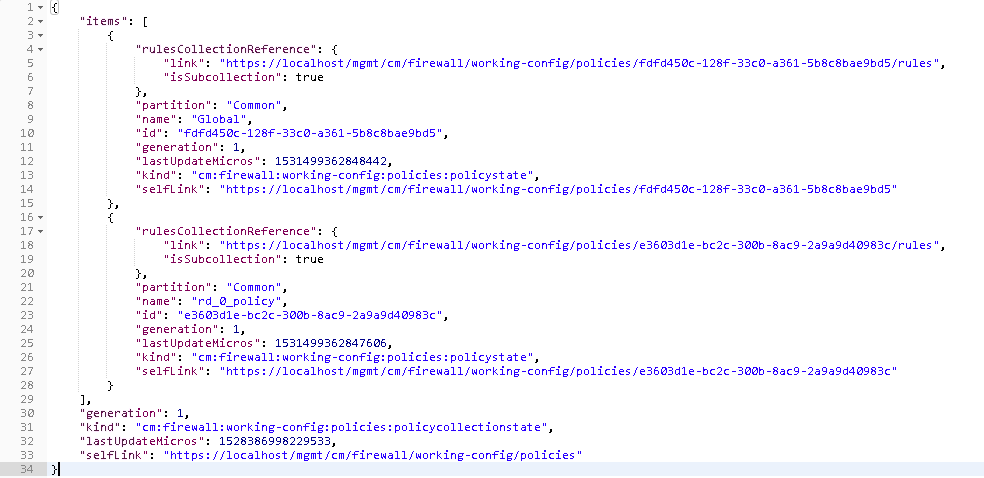 1 {
2 "items": [
3 {
4 "rulesCollectionReference": {
5 "link": "https://localhost/mgmt/cm/firewall/working-config/policies/fdfd450c-128f-33c0-a361-5b8c8bae9bd5/rules",
6 "isSubcollection": true
7 },
8 "partition": "Common",
9 "name": "Global",
10 "id": "fdfd450c-128f-33c0-a361-5b8c8bae9bd5",
11 "generation": 1,
12 "lastUpdateMicros": 1531499362848442,
13 "kind": "cm:firewall:working-config:policies:policystate",
14 "selfLink": "https://localhost/mgmt/cm/firewall/working-config/policies/fdfd450c-128f-33c0-a361-5b8c8bae9bd5"
15 },
16 {
17 "rulesCollectionReference": {
18 "link": "https://localhost/mgmt/cm/firewall/working-config/policies/e3603d1e-bc2c-300b-8ac9-2a9a9d40983c/rules",
19 "isSubcollection": true
20 },
21 "partition": "Common",
22 "name": "rd_0_policy",
23 "id": "e3603d1e-bc2c-300b-8ac9-2a9a9d40983c",
24 "generation": 1,
25 "lastUpdateMicros": 1531499362847606,
26 "kind": "cm:firewall:working-config:policies:policystate",
27 "selfLink": "https://localhost/mgmt/cm/firewall/working-config/policies/e3603d1e-bc2c-300b-8ac9-2a9a9d40983c"
28 }
29 ],
30 "generation": 1,
31 "kind": "cm:firewall:working-config:policies:policycollectionstate",
32 "lastUpdateMicros": 1528386998229533,
33 "selfLink": "https://localhost/mgmt/cm/firewall/working-config/policies"
34 }